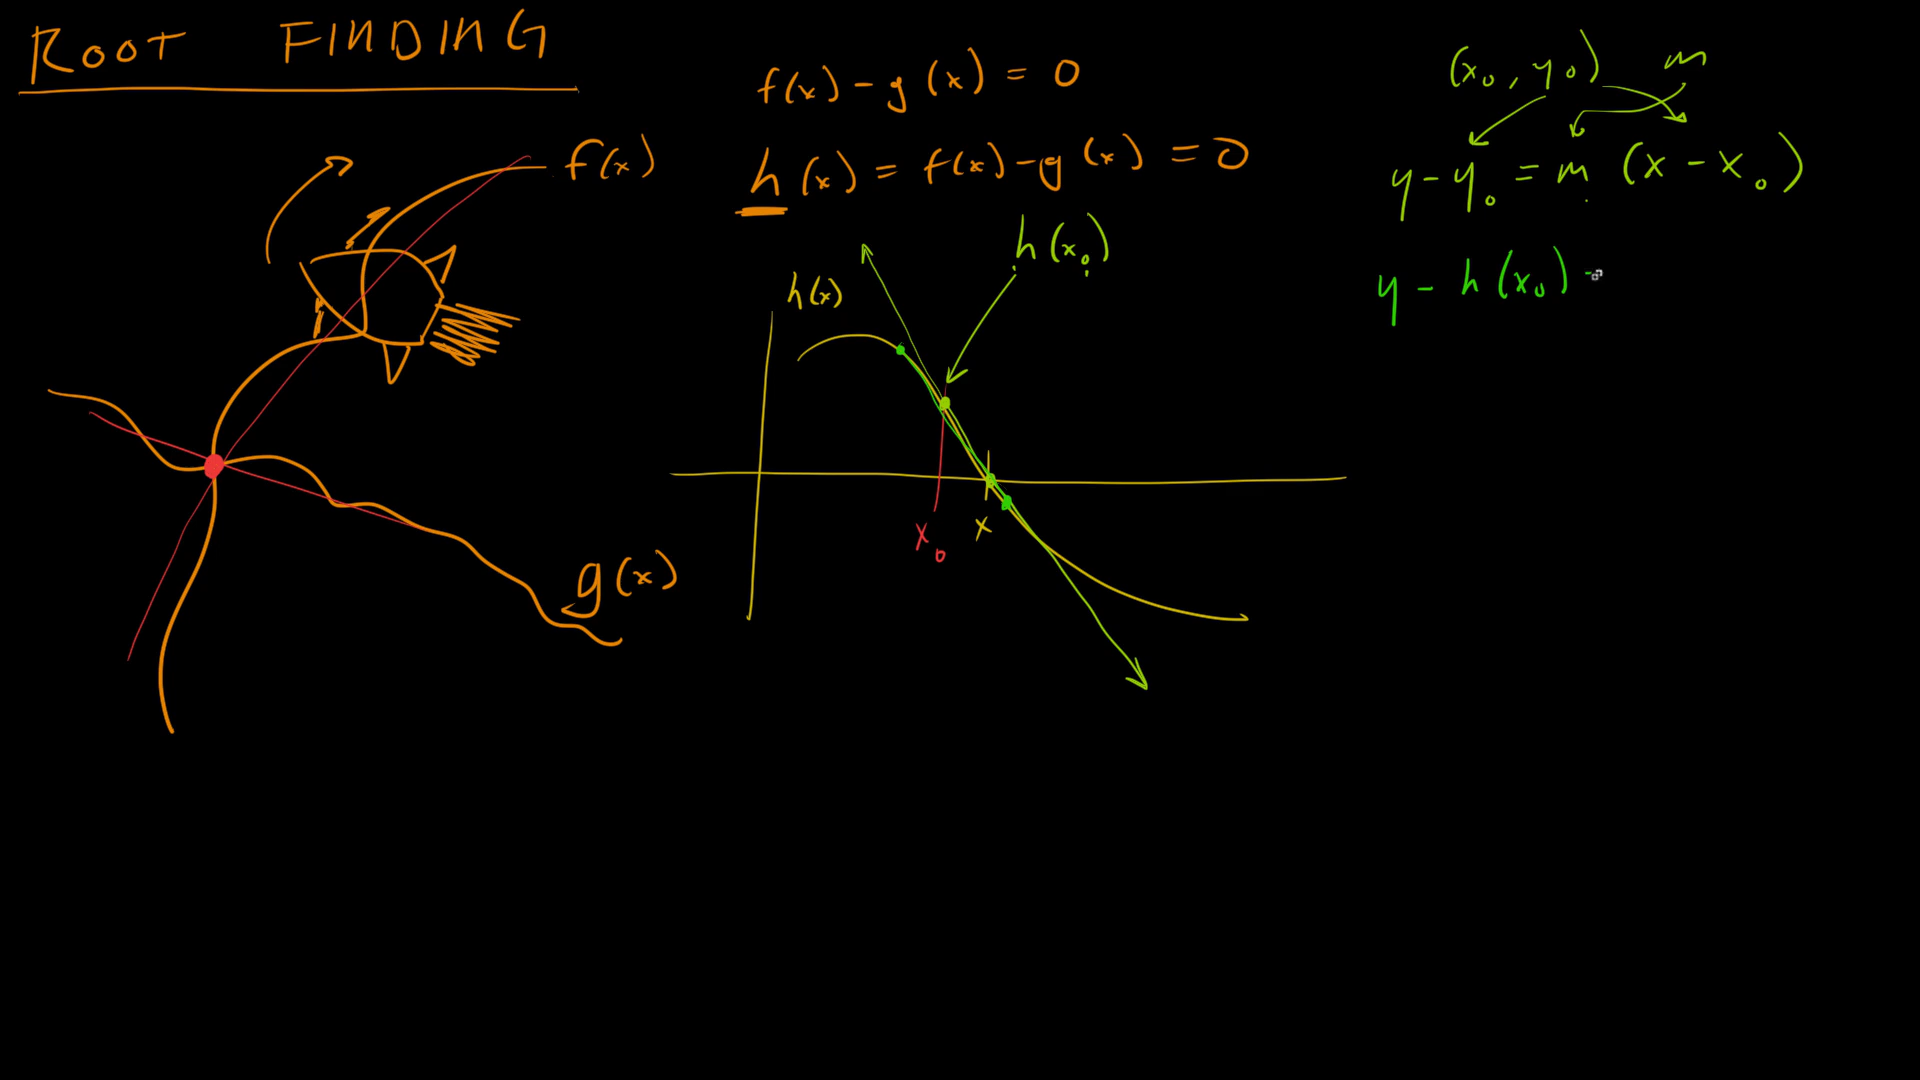 ROOT FINDING
f(x) - g(x) = 0
h(x) = f(x) - g(x) = 0
f(x)
g(x)
h(x)
h(x₀)
x₀
x
(x₀, y₀) m
y - y₀ = m (x - x₀)
y - h(x₀) -